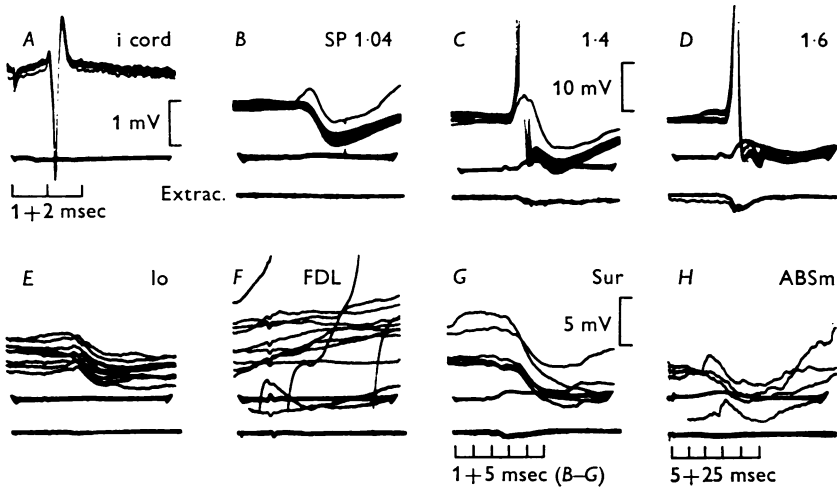 A i cord
B SP 1·04
C 1·4
D 1·6
10 mV
1 mV
Extrac.
1+2 msec
E Io
F FDL
G Sur
H ABSm
5 mV
1+5 msec (B–G)
5+25 msec